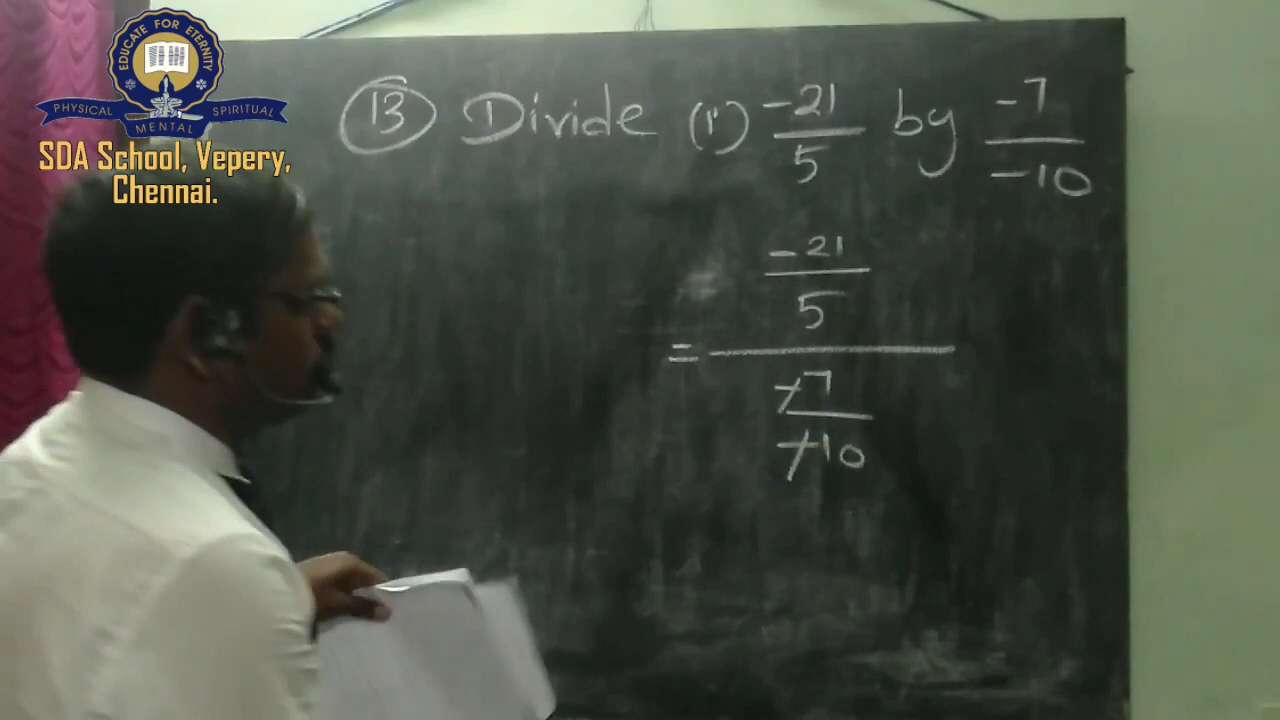 EDUCATE FOR ETERNITY
PHYSICAL MENTAL SPIRITUAL
SDA School, Vepery,
Chennai.
13 Divide (i) -21/5 by -7/-10
= -21/5
-7/-10